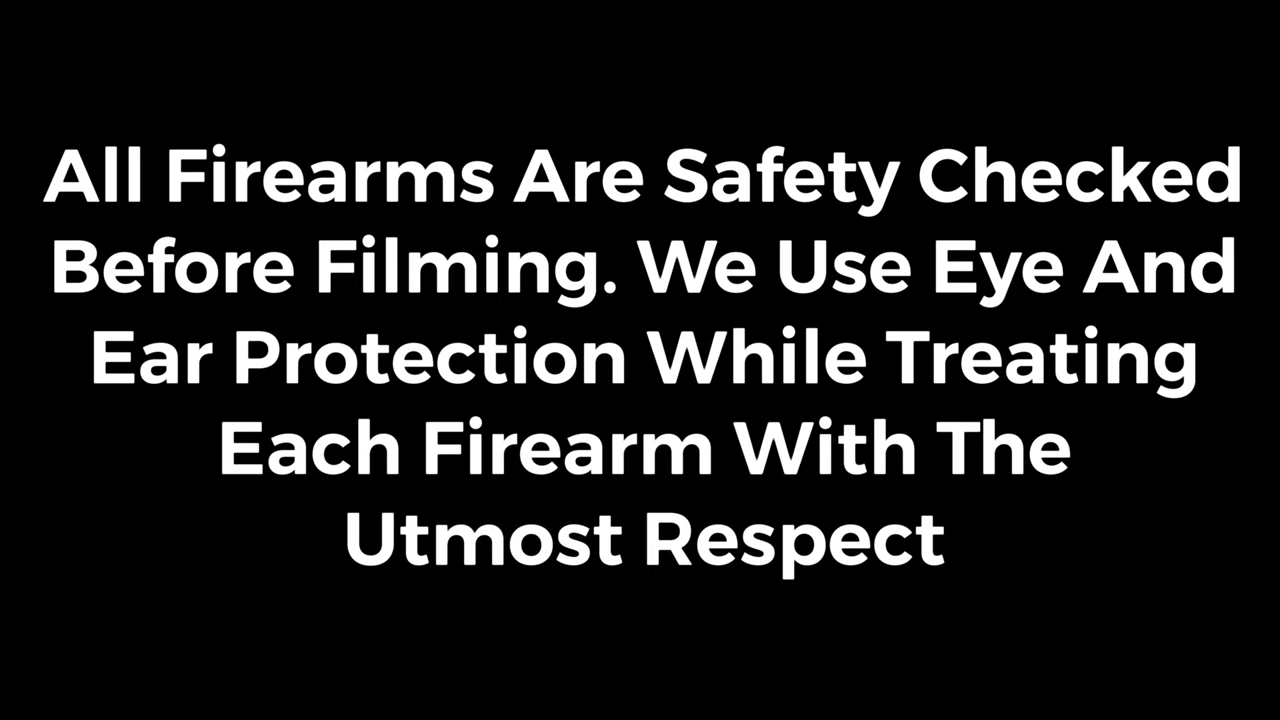 All Firearms Are Safety Checked
Before Filming. We Use Eye And
Ear Protection While Treating
Each Firearm With The
Utmost Respect